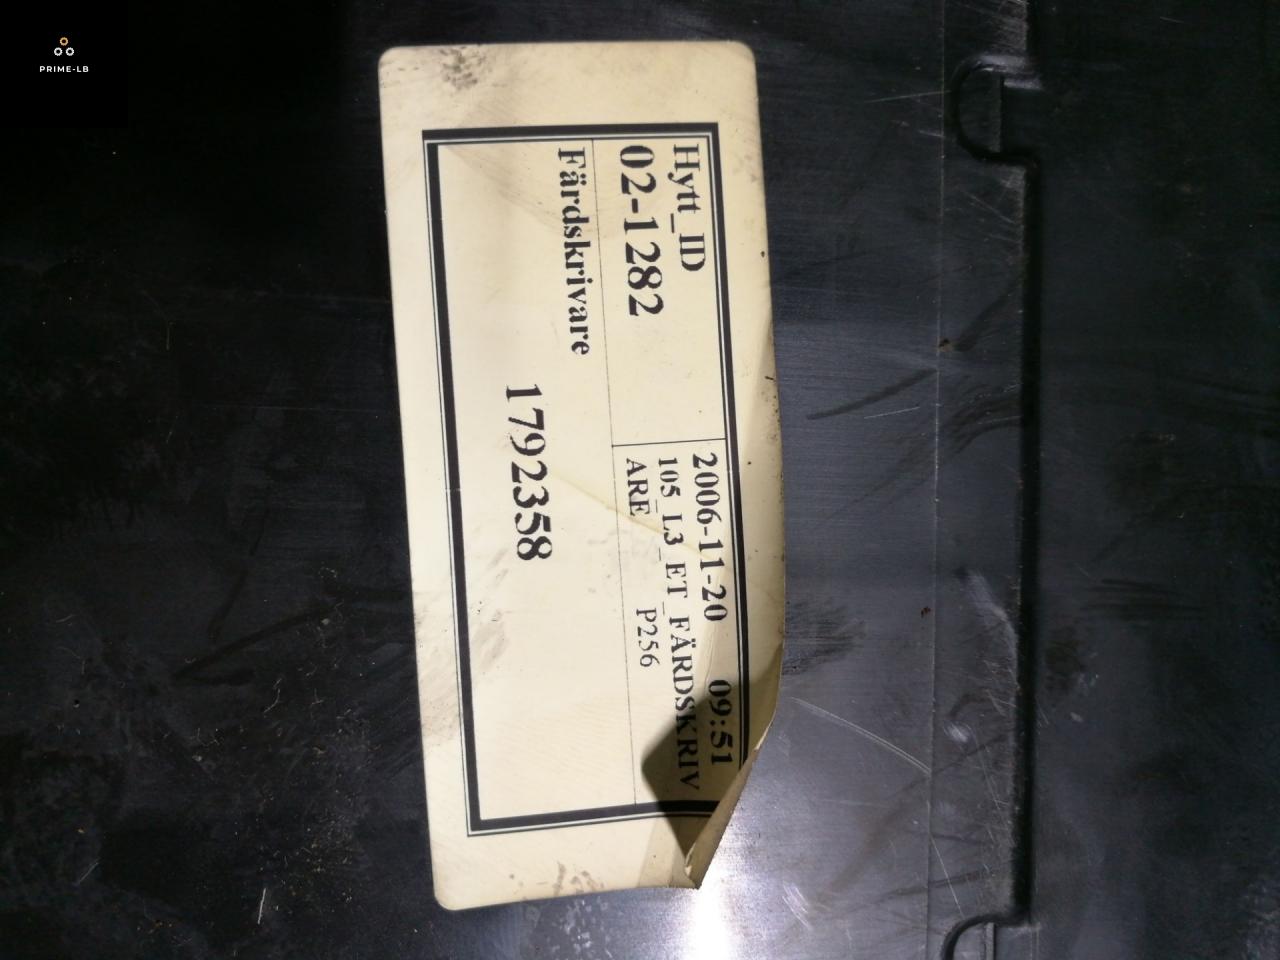 PRIME-LB
Hytt_ID
02-1282
2006-11-20 09:51
105_L3_ET_FÄRDSKRIV
ARE P256
Färdskrivare
1792358